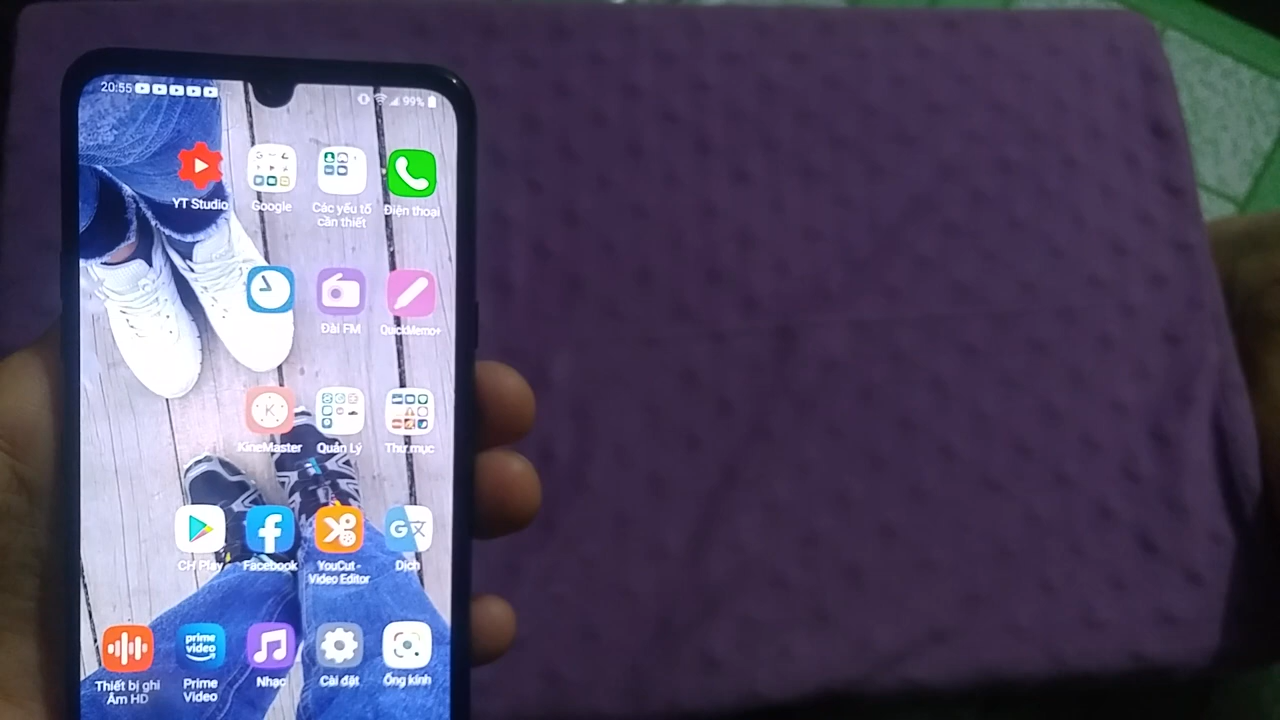 20:55
99%
YT Studio
Google
Các yếu tố
cần thiết
Điện thoại
Đài FM
QuickMemo+
KineMaster
Quản Lý
Thư mục
CH Play
Facebook
YouCut -
Video Editor
Dịch
prime
video
Thiết bị ghi
Âm HD
Prime
Video
Nhạc
Cài đặt
Ống kính